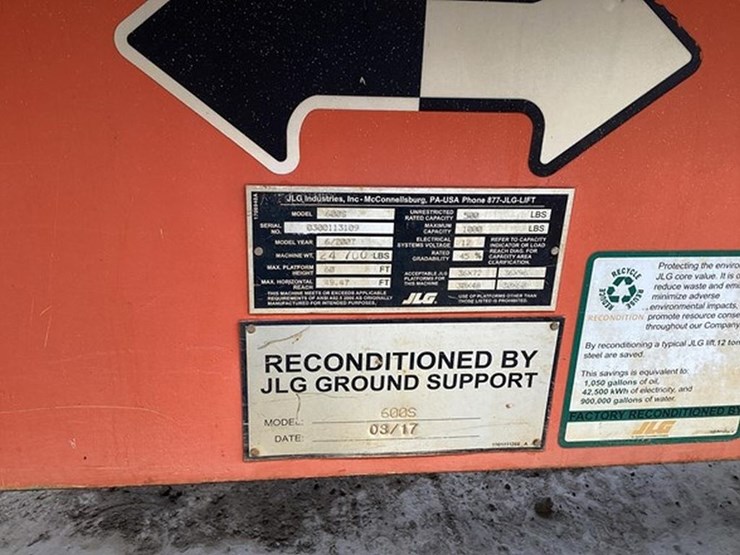 JLG Industries, Inc - McConnellsburg, PA-USA Phone 877-JLG-LIFT
MODEL 600S
SERIAL NO. 0300113109
MODEL YEAR 6/2007
MACHINE WT. 24 700 LBS
MAX. PLATFORM HEIGHT 60 FT
MAX. HORIZONTAL REACH FT
THIS MACHINE MEETS OR EXCEEDS APPLICABLE
REQUIREMENTS OF ANSI AS ORIGINALLY
MANUFACTURED FOR INTENDED PURPOSES.
UNRESTRICTED RATED CAPACITY 500 LBS
MAXIMUM CAPACITY 1000 LBS
ELECTRICAL SYSTEMS VOLTAGE 12
RATED GRADABILITY 45 %
REFER TO CAPACITY
INDICATOR OR LOAD
REACH DIAG. FOR
CAPACITY AREA
CLARIFICATION.
ACCEPTABLE JLG
PLATFORMS FOR
THIS MACHINE
36X72 36X96
JLG
USE OF PLATFORMS OTHER THAN
THOSE LISTED IS PROHIBITED.
RECONDITIONED BY
JLG GROUND SUPPORT
MODEL: 600S
DATE: 03/17
RECYCLE
RECONDITION
Protecting the enviro
JLG core value. It is o
reduce waste and emi
minimize adverse
environmental impacts,
promote resource conse
throughout our Company
By reconditioning a typical JLG lift, 12 ton
steel are saved.
This savings is equivalent to:
1,050 gallons of oil,
42,500 kWh of electricity, and
900,000 gallons of water.
FACTORY RECONDITIONED BY
JLG